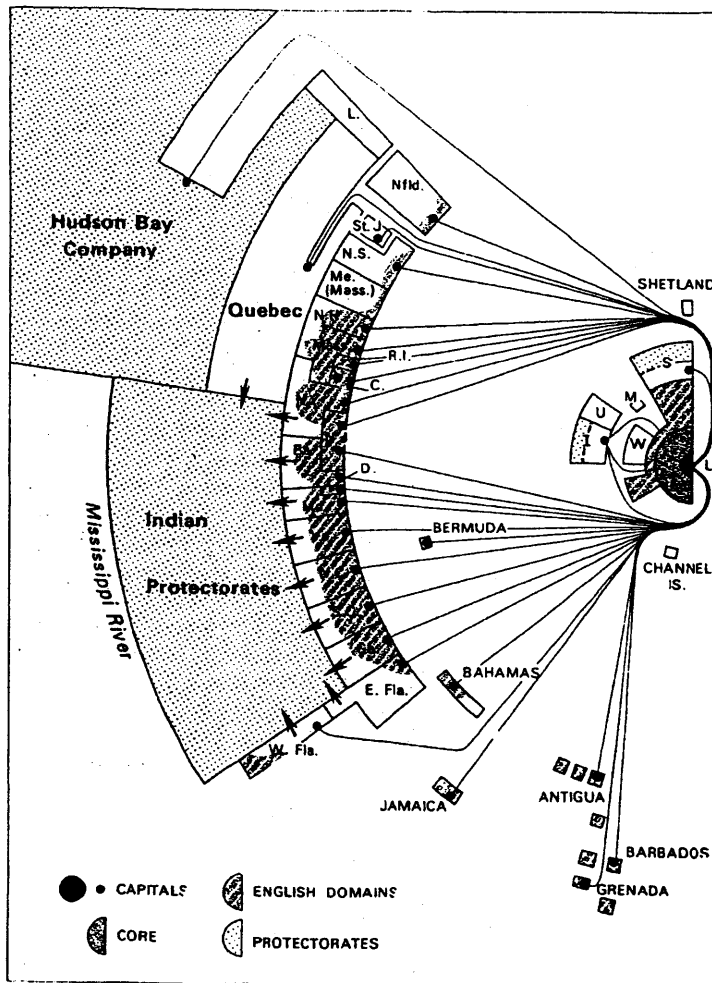 L.
Nfld.
St. J.
Hudson Bay
Company
N.S.
Me.
(Mass.)
SHETLAND
Quebec
N.H.
R.I.
S
C.
M
U
I
W
L
D.
Mississippi River
Indian
Protectorates
BERMUDA
CHANNEL
IS.
BAHAMAS
E. Fla.
W. Fla.
JAMAICA
ANTIGUA
BARBADOS
GRENADA
CAPITALS
ENGLISH DOMAINS
CORE
PROTECTORATES